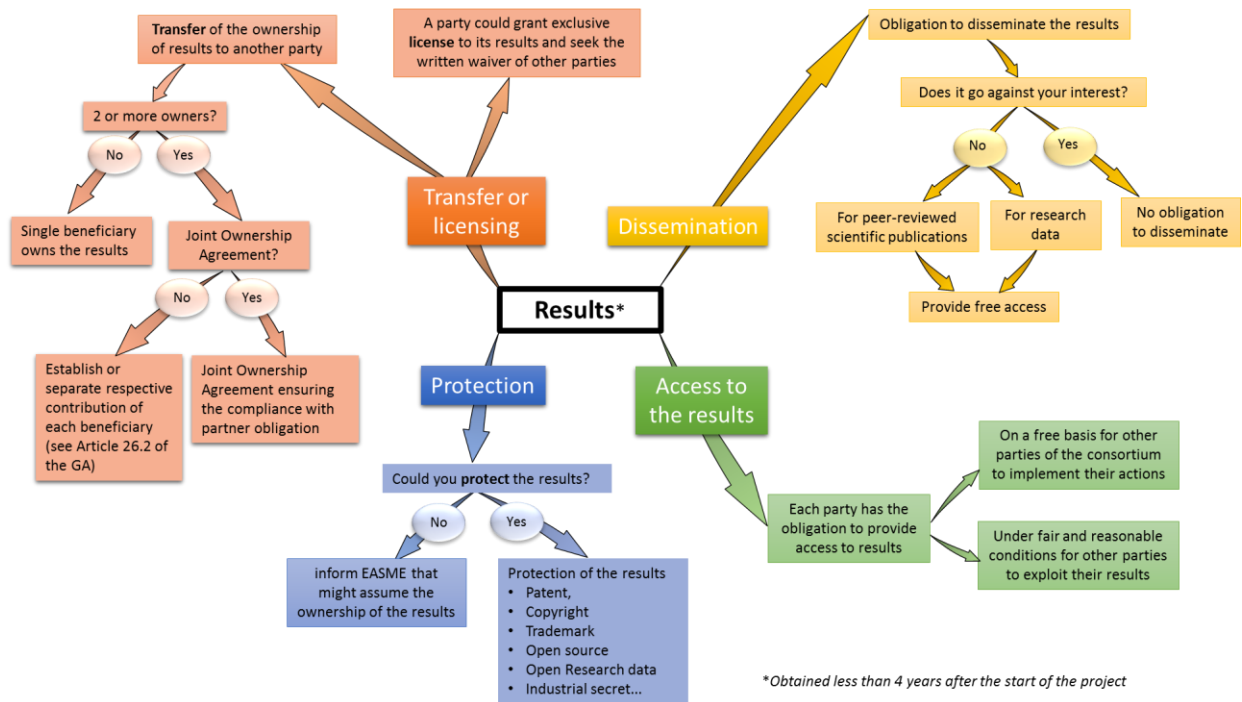 Transfer of the ownership
of results to another party
A party could grant exclusive
license to its results and seek the
written waiver of other parties
2 or more owners?
No
Yes
Single beneficiary
owns the results
Joint Ownership
Agreement?
No
Yes
Establish or
separate respective
contribution of
each beneficiary
(see Article 26.2 of
the GA)
Joint Ownership
Agreement ensuring
the compliance with
partner obligation
Transfer or
licensing
Obligation to disseminate the results
Does it go against your interest?
No
Yes
For peer-reviewed
scientific publications
For research
data
No obligation
to disseminate
Provide free access
Dissemination
Results*
Protection
Could you protect the results?
No
Yes
inform EASME that
might assume the
ownership of the results
Protection of the results
• Patent,
• Copyright
• Trademark
• Open source
• Open Research data
• Industrial secret...
Access to
the results
Each party has the
obligation to provide
access to results
On a free basis for other
parties of the consortium
to implement their actions
Under fair and reasonable
conditions for other parties
to exploit their results
*Obtained less than 4 years after the start of the project